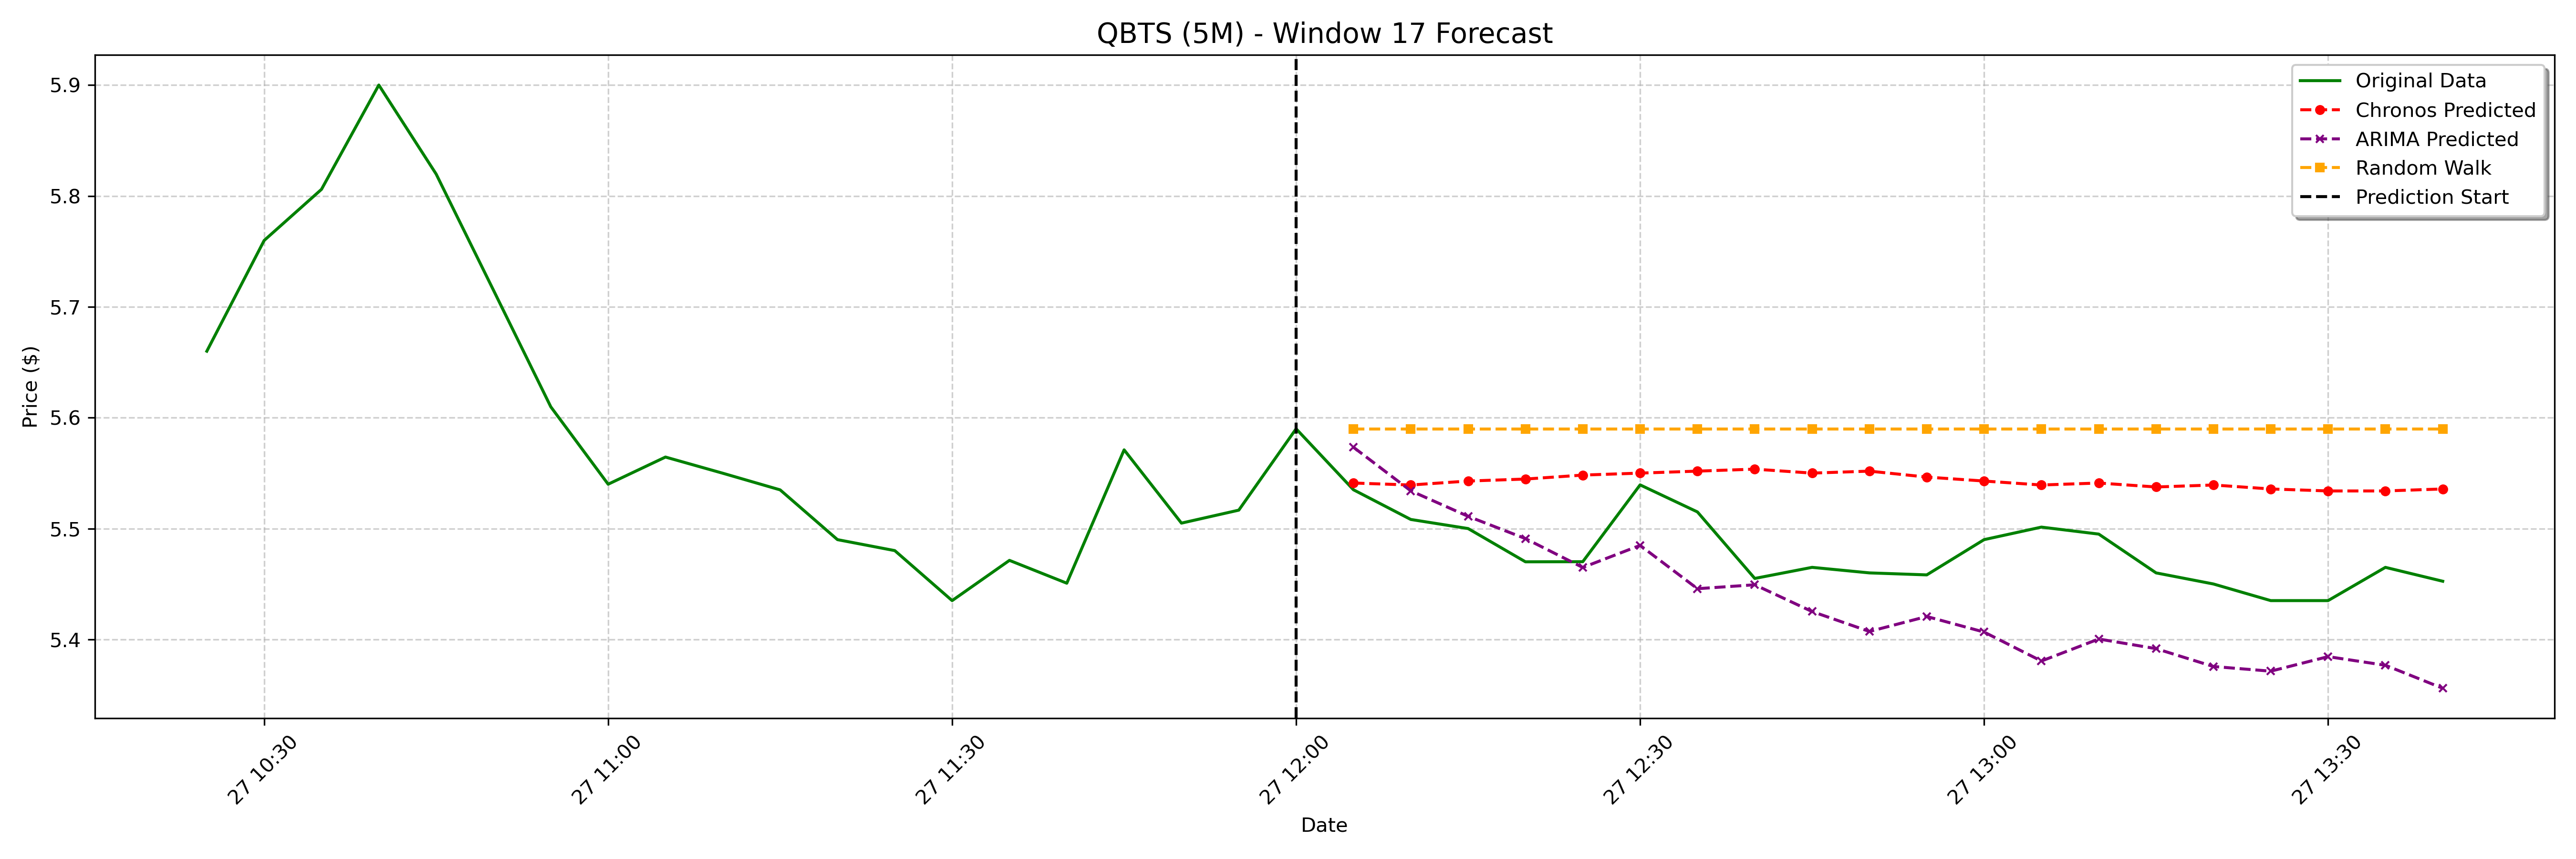 QBTS (5M) - Window 17 Forecast
Original Data
Chronos Predicted
ARIMA Predicted
Random Walk
Prediction Start
Price ($)
5.9
5.8
5.7
5.6
5.5
5.4
27 10:30
27 11:00
27 11:30
27 12:00
27 12:30
27 13:00
27 13:30
Date